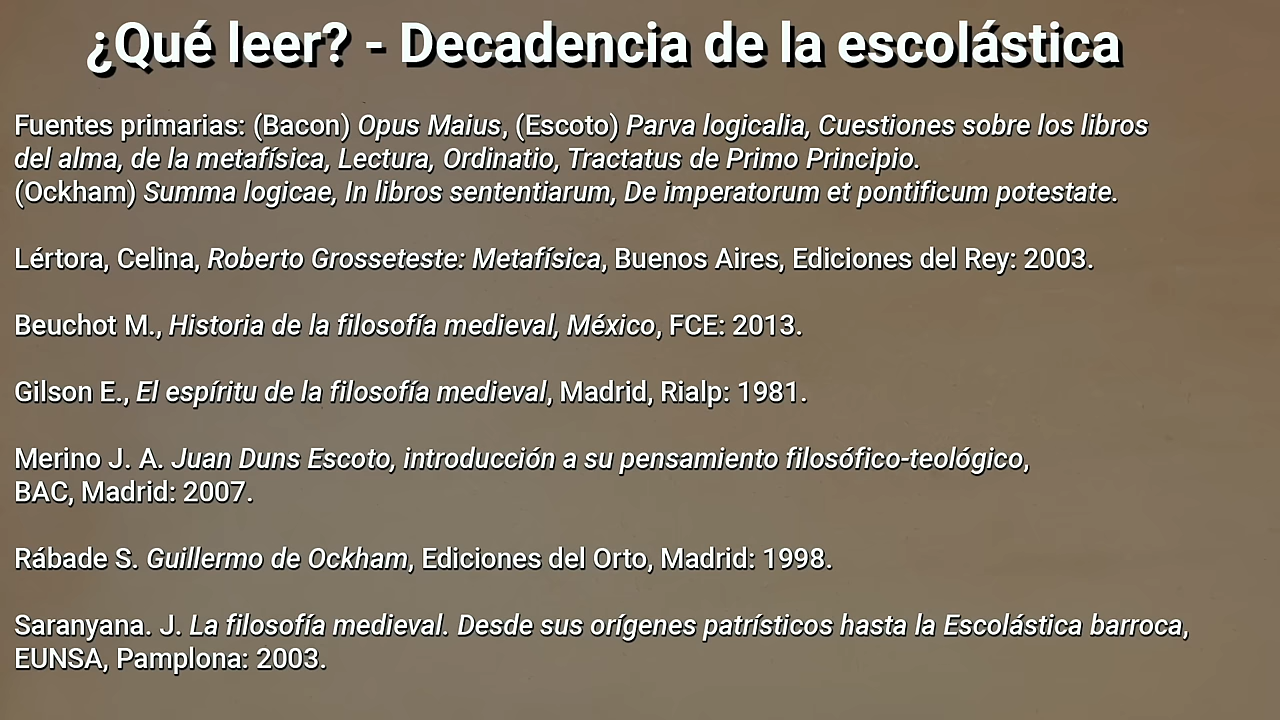 ¿Qué leer? - Decadencia de la escolástica
Fuentes primarias: (Bacon) Opus Maius, (Escoto) Parva logicalia, Cuestiones sobre los libros
del alma, de la metafísica, Lectura, Ordinatio, Tractatus de Primo Principio.
(Ockham) Summa logicae, In libros sententiarum, De imperatorum et pontificum potestate.
Lértora, Celina, Roberto Grosseteste: Metafísica, Buenos Aires, Ediciones del Rey: 2003.
Beuchot M., Historia de la filosofía medieval, México, FCE: 2013.
Gilson E., El espíritu de la filosofía medieval, Madrid, Rialp: 1981.
Merino J. A. Juan Duns Escoto, introducción a su pensamiento filosófico-teológico,
BAC, Madrid: 2007.
Rábade S. Guillermo de Ockham, Ediciones del Orto, Madrid: 1998.
Saranyana. J. La filosofía medieval. Desde sus orígenes patrísticos hasta la Escolástica barroca,
EUNSA, Pamplona: 2003.